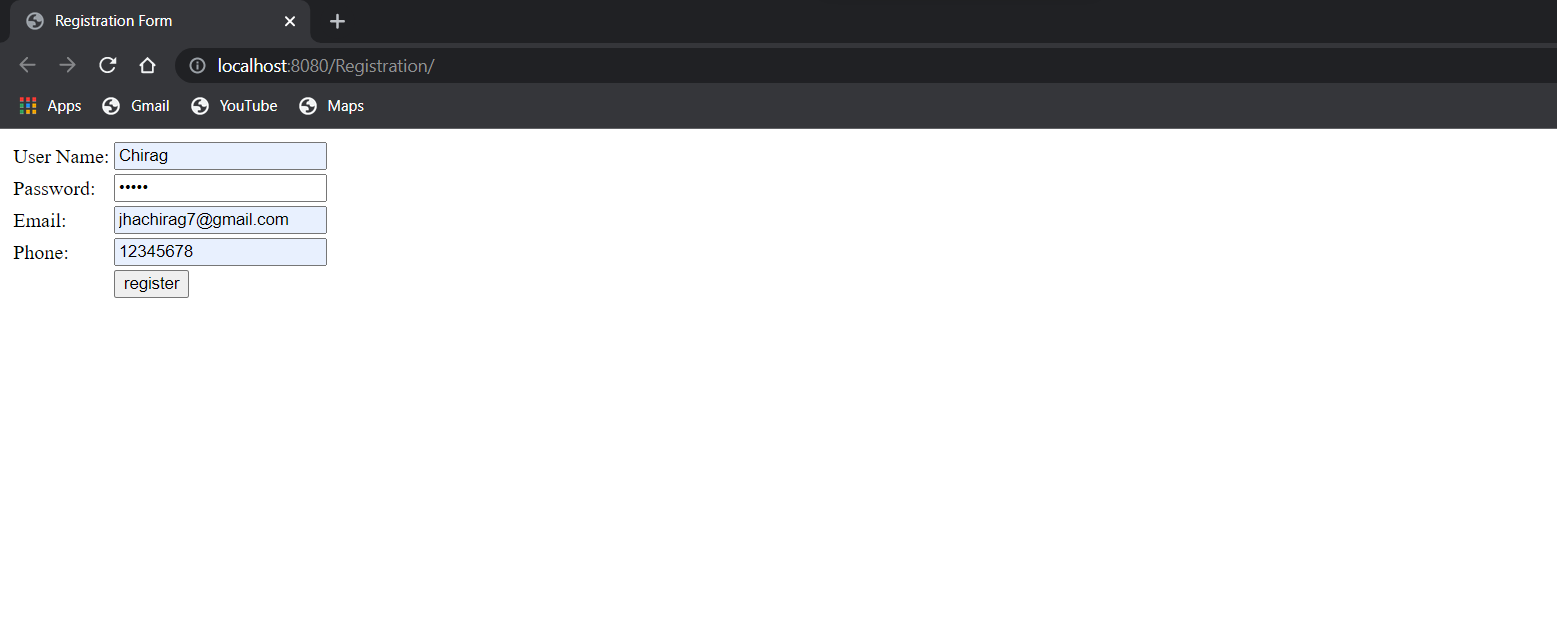 Registration Form
localhost:8080/Registration/
Apps Gmail YouTube Maps
User Name: Chirag
Password: •••••
Email: jhachirag7@gmail.com
Phone: 12345678
register